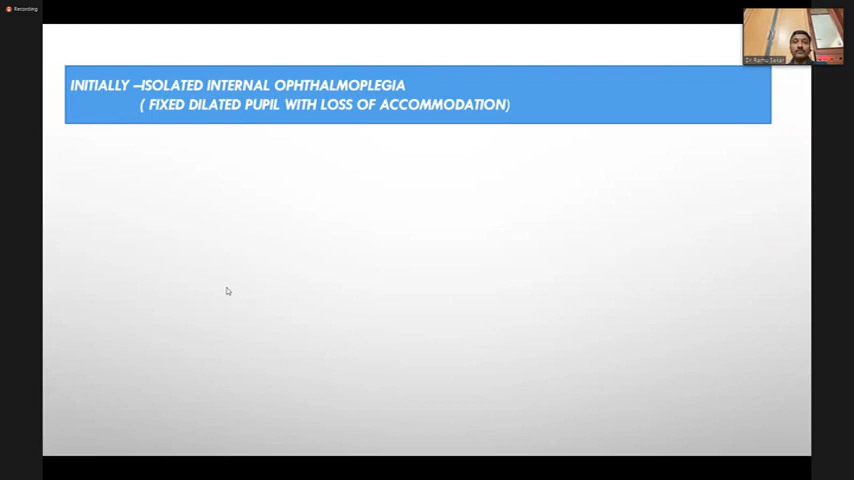 Recording
Dr Ramu Sekar
INITIALLY –ISOLATED INTERNAL OPHTHALMOPLEGIA
( FIXED DILATED PUPIL WITH LOSS OF ACCOMMODATION)